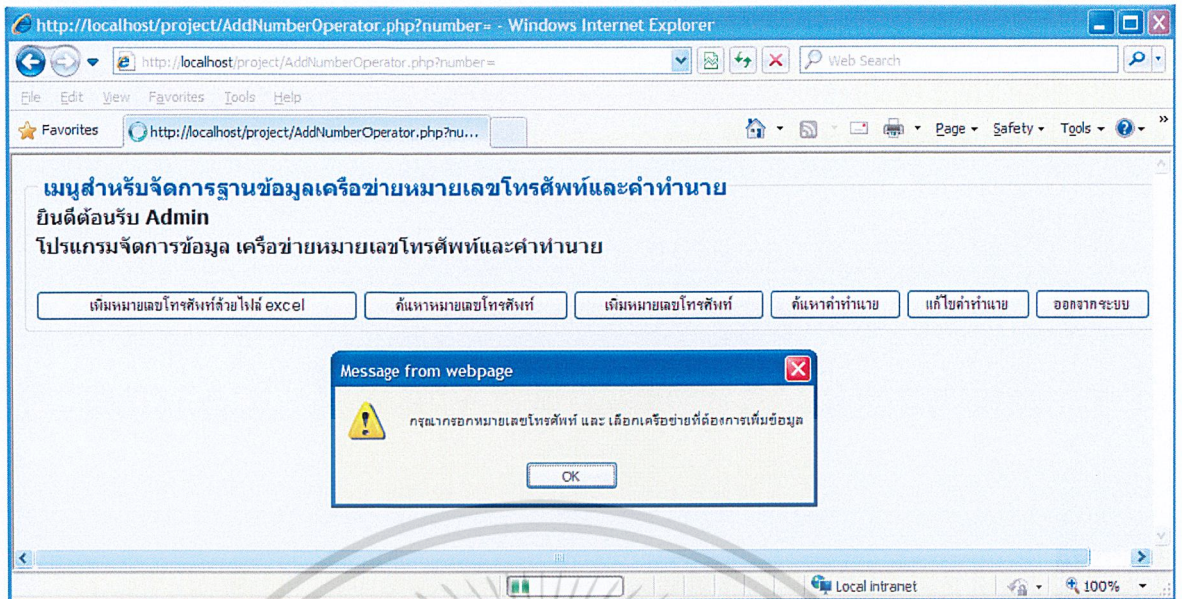 http://localhost/project/AddNumberOperator.php?number= - Windows Internet Explorer
http://localhost/project/AddNumberOperator.php?number=
Web Search
File Edit View Favorites Tools Help
Favorites
http://localhost/project/AddNumberOperator.php?nu...
Page Safety Tools
เมนูสำหรับจัดการฐานข้อมูลเครือข่ายหมายเลขโทรศัพท์และคำทำนาย
ยินดีต้อนรับ Admin
โปรแกรมจัดการข้อมูล เครือข่ายหมายเลขโทรศัพท์และคำทำนาย
เพิ่มหมายเลขโทรศัพท์ด้วยไฟล์ excel
ค้นหาหมายเลขโทรศัพท์
เพิ่มหมายเลขโทรศัพท์
ค้นหาคำทำนาย
แก้ไขคำทำนาย
ออกจากระบบ
Message from webpage
กรุณากรอกหมายเลขโทรศัพท์ และ เลือกเครือข่ายที่ต้องการเพิ่มข้อมูล
OK
Local intranet
100%